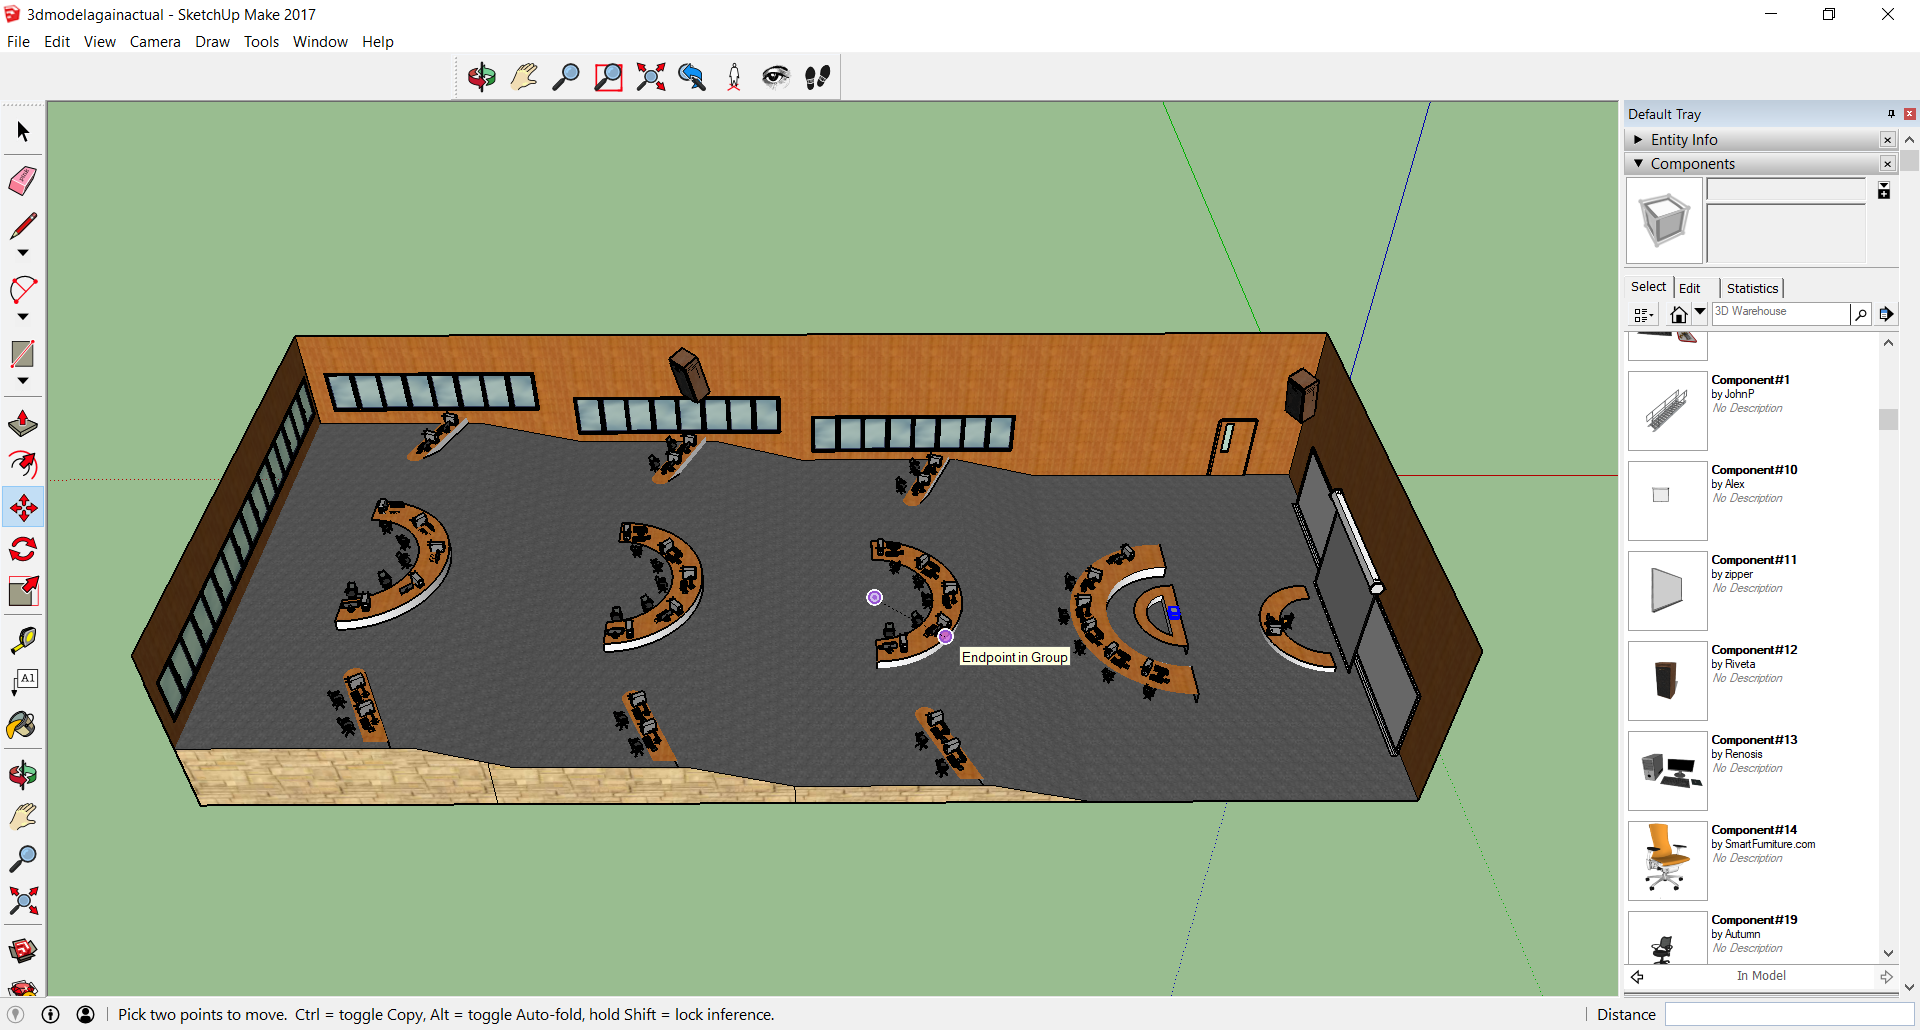 3dmodelagainactual - SketchUp Make 2017
File Edit View Camera Draw Tools Window Help
Default Tray
Entity Info
Components
Select Edit Statistics
3D Warehouse
Component#1
by JohnP
No Description
Component#10
by Alex
No Description
Component#11
by zipper
No Description
Component#12
by Riveta
No Description
Component#13
by Renosis
No Description
Component#14
by SmartFurniture.com
No Description
Component#19
by Autumn
No Description
In Model
A1
Endpoint in Group
Pick two points to move. Ctrl = toggle Copy, Alt = toggle Auto-fold, hold Shift = lock inference.
Distance